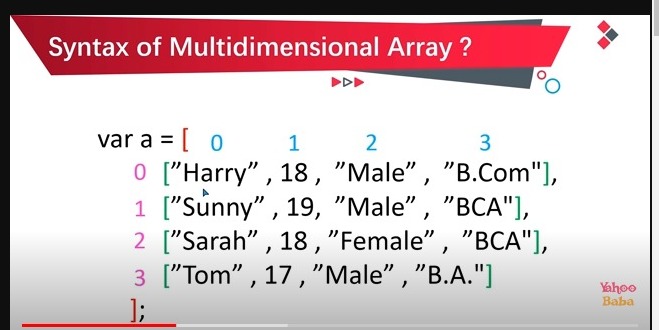 Syntax of Multidimensional Array ?
var a = [ 0 1 2 3
0 [”Harry” , 18 , ”Male” , ”B.Com"],
1 [”Sunny” , 19, ”Male” , ”BCA"],
2 [”Sarah” , 18 , ”Female” , ”BCA"],
3 [”Tom” , 17 , ”Male” , ”B.A."]
];
Yahoo
Baba